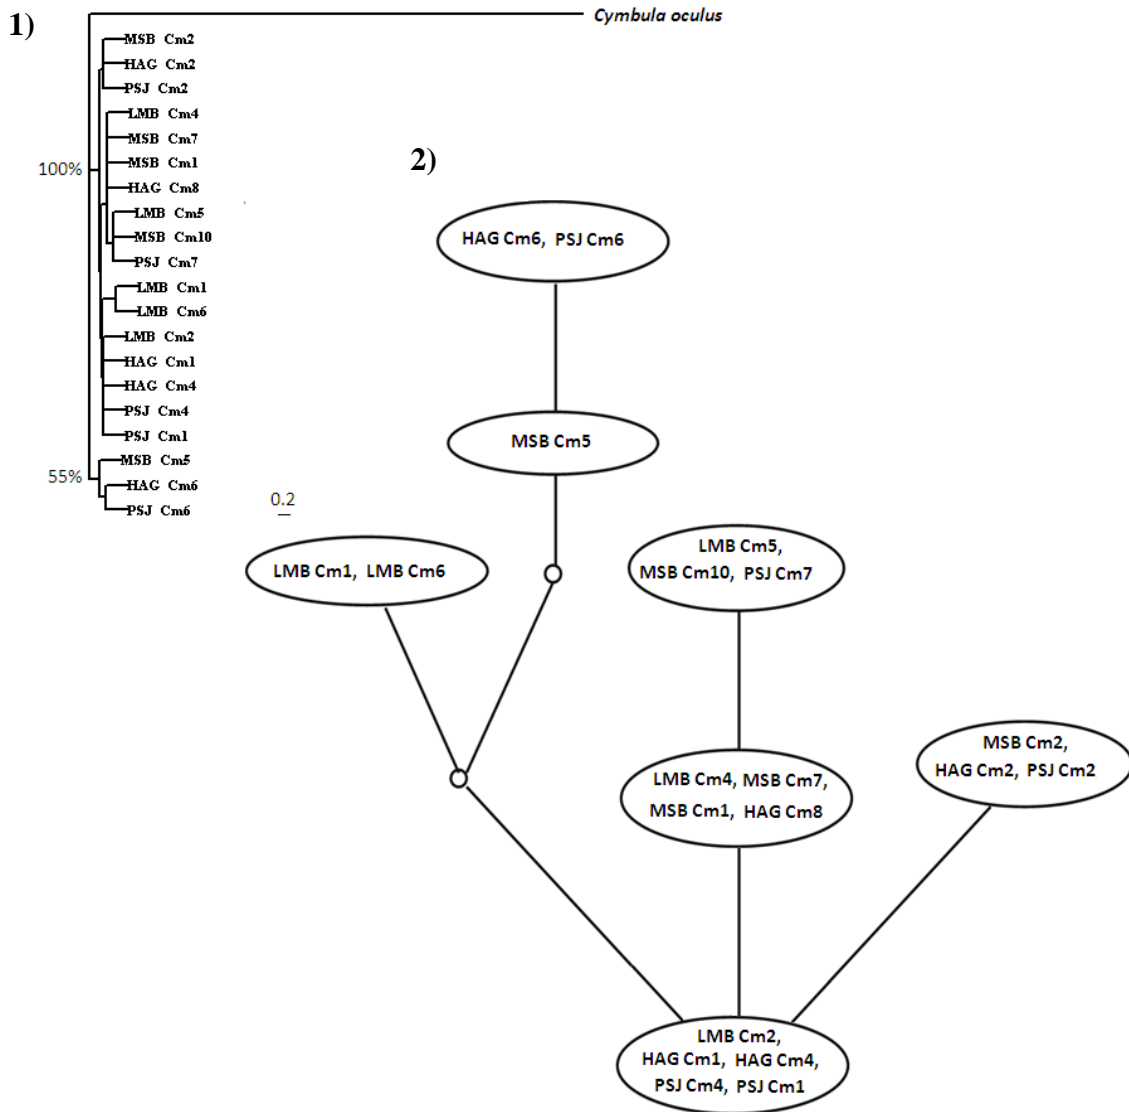 1)
Cymbula oculus
MSB Cm2
HAG Cm2
PSJ Cm2
LMB Cm4
MSB Cm7
100%
MSB Cm1
HAG Cm8
LMB Cm5
MSB Cm10
PSJ Cm7
LMB Cm1
LMB Cm6
LMB Cm2
HAG Cm1
HAG Cm4
PSJ Cm4
PSJ Cm1
MSB Cm5
55%
HAG Cm6
PSJ Cm6
0.2
2)
HAG Cm6, PSJ Cm6
MSB Cm5
LMB Cm1, LMB Cm6
LMB Cm5,
MSB Cm10, PSJ Cm7
LMB Cm4, MSB Cm7,
MSB Cm1, HAG Cm8
MSB Cm2,
HAG Cm2, PSJ Cm2
LMB Cm2,
HAG Cm1, HAG Cm4,
PSJ Cm4, PSJ Cm1